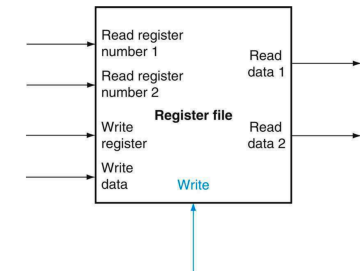 Read register
number 1
Read register
number 2
Write
register
Write
data
Register file
Read
data 1
Read
data 2
Write